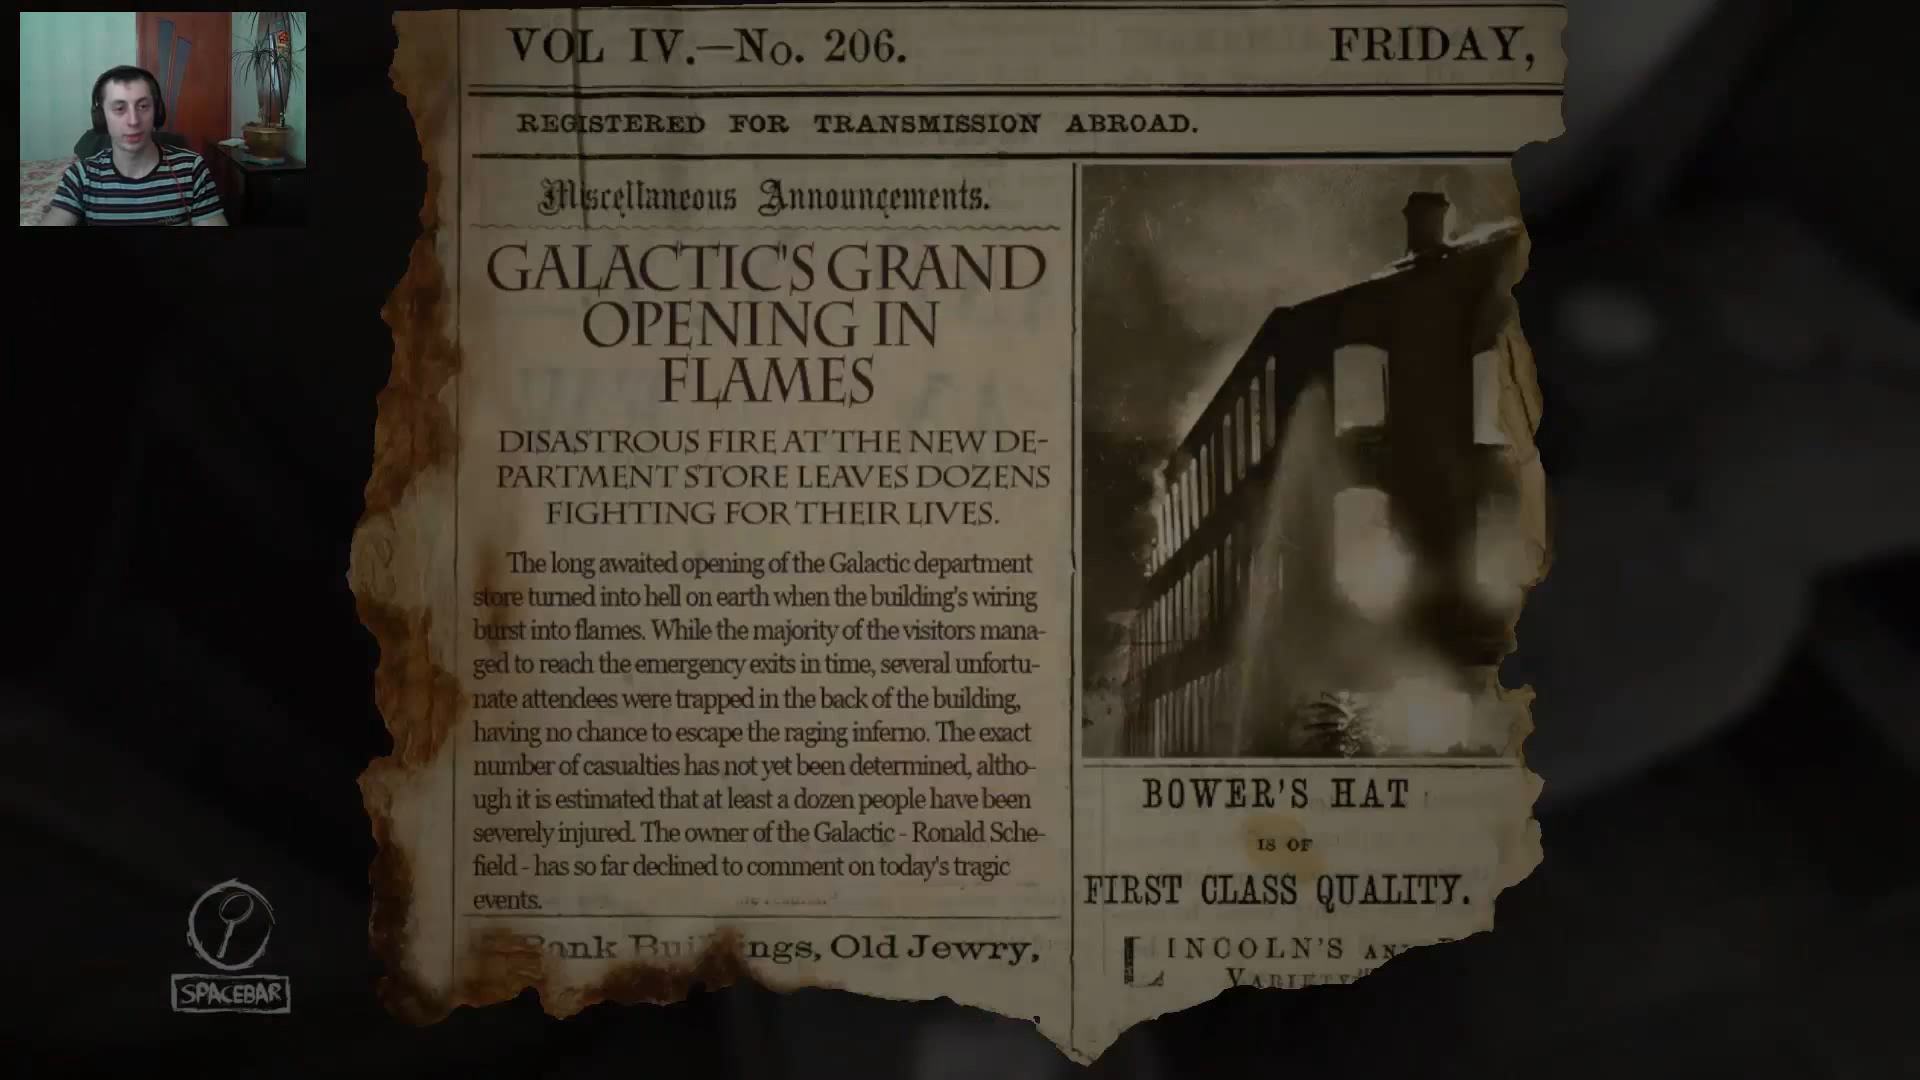 VOL IV.—No. 206.
FRIDAY,
REGISTERED FOR TRANSMISSION ABROAD.
Miscellaneous Announcements.
GALACTIC'S GRAND
OPENING IN
FLAMES
DISASTROUS FIRE AT THE NEW DE-
PARTMENT STORE LEAVES DOZENS
FIGHTING FOR THEIR LIVES.
The long awaited opening of the Galactic department
store turned into hell on earth when the building's wiring
burst into flames. While the majority of the visitors mana-
ged to reach the emergency exits in time, several unfortu-
nate attendees were trapped in the back of the building,
having no chance to escape the raging inferno. The exact
number of casualties has not yet been determined, altho-
ugh it is estimated that at least a dozen people have been
severely injured. The owner of the Galactic - Ronald Sche-
field - has so far declined to comment on today's tragic
events.
Old Jewry,
BOWER'S HAT
IS OF
FIRST CLASS QUALITY.
LINCOLN'S
SPACEBAR